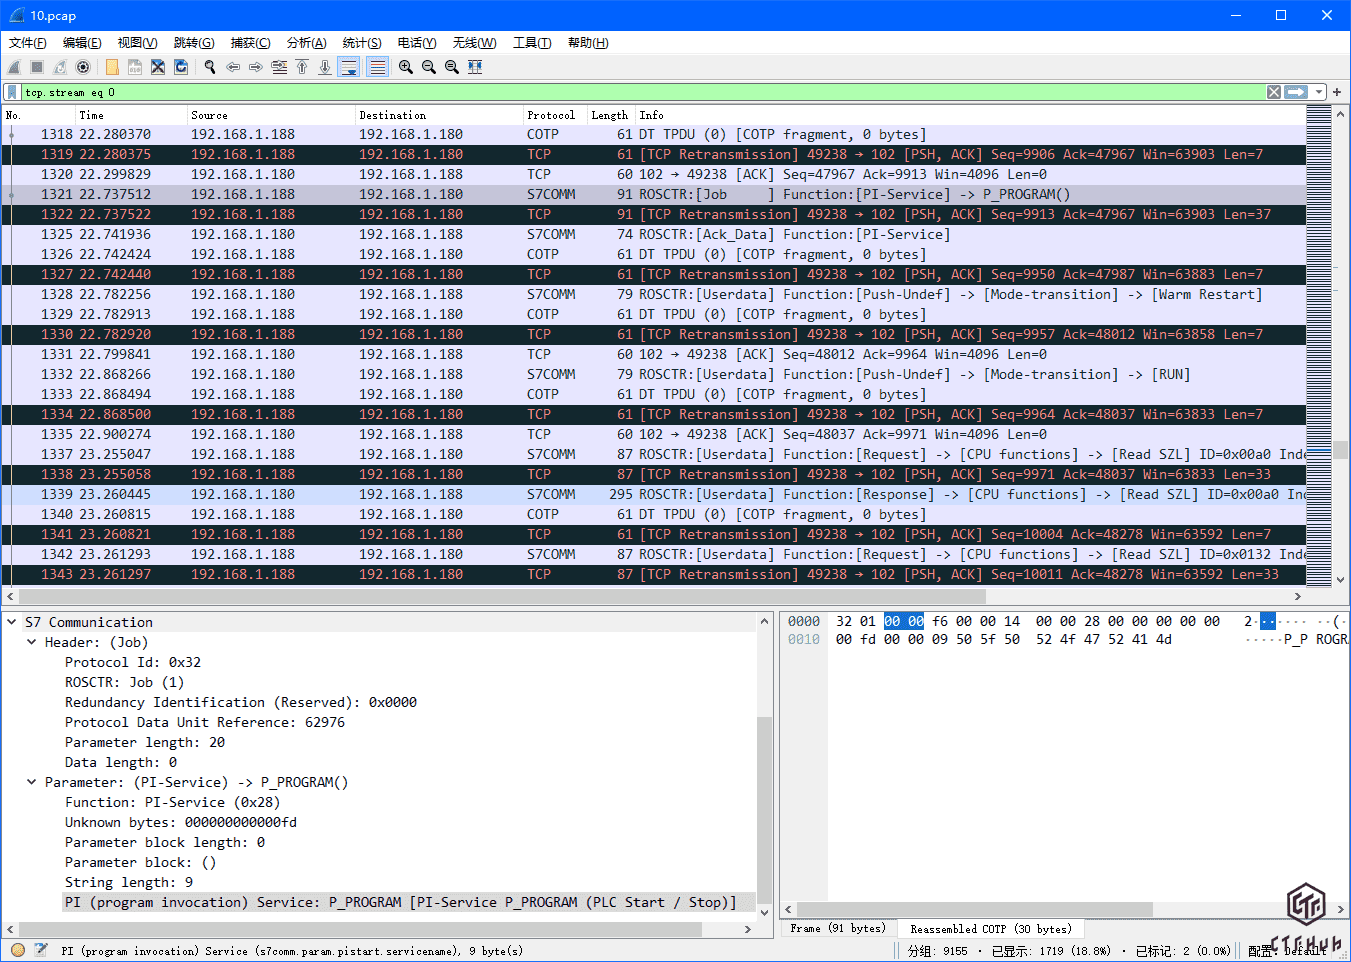 10.pcap
文件(F) 编辑(E) 视图(V) 跳转(G) 捕获(C) 分析(A) 统计(S) 电话(Y) 无线(W) 工具(T) 帮助(H)
tcp.stream eq 0
No. Time Source Destination Protocol Length Info
1318 22.280370 192.168.1.188 192.168.1.180 COTP 61 DT TPDU (0) [COTP fragment, 0 bytes]
1319 22.280375 192.168.1.188 192.168.1.180 TCP 61 [TCP Retransmission] 49238 → 102 [PSH, ACK] Seq=9906 Ack=47967 Win=63903 Len=7
1320 22.299829 192.168.1.180 192.168.1.188 TCP 60 102 → 49238 [ACK] Seq=47967 Ack=9913 Win=4096 Len=0
1321 22.737512 192.168.1.188 192.168.1.180 S7COMM 91 ROSCTR:[Job     ] Function:[PI-Service] -> P_PROGRAM()
1322 22.737522 192.168.1.188 192.168.1.180 TCP 91 [TCP Retransmission] 49238 → 102 [PSH, ACK] Seq=9913 Ack=47967 Win=63903 Len=37
1325 22.741936 192.168.1.180 192.168.1.188 S7COMM 74 ROSCTR:[Ack_Data] Function:[PI-Service]
1326 22.742424 192.168.1.188 192.168.1.180 COTP 61 DT TPDU (0) [COTP fragment, 0 bytes]
1327 22.742440 192.168.1.188 192.168.1.180 TCP 61 [TCP Retransmission] 49238 → 102 [PSH, ACK] Seq=9950 Ack=47987 Win=63883 Len=7
1328 22.782256 192.168.1.180 192.168.1.188 S7COMM 79 ROSCTR:[Userdata] Function:[Push-Undef] -> [Mode-transition] -> [Warm Restart]
1329 22.782913 192.168.1.188 192.168.1.180 COTP 61 DT TPDU (0) [COTP fragment, 0 bytes]
1330 22.782920 192.168.1.188 192.168.1.180 TCP 61 [TCP Retransmission] 49238 → 102 [PSH, ACK] Seq=9957 Ack=48012 Win=63858 Len=7
1331 22.799841 192.168.1.180 192.168.1.188 TCP 60 102 → 49238 [ACK] Seq=48012 Ack=9964 Win=4096 Len=0
1332 22.868266 192.168.1.180 192.168.1.188 S7COMM 79 ROSCTR:[Userdata] Function:[Push-Undef] -> [Mode-transition] -> [RUN]
1333 22.868494 192.168.1.188 192.168.1.180 COTP 61 DT TPDU (0) [COTP fragment, 0 bytes]
1334 22.868500 192.168.1.188 192.168.1.180 TCP 61 [TCP Retransmission] 49238 → 102 [PSH, ACK] Seq=9964 Ack=48037 Win=63833 Len=7
1335 22.900274 192.168.1.180 192.168.1.188 TCP 60 102 → 49238 [ACK] Seq=48037 Ack=9971 Win=4096 Len=0
1337 23.255047 192.168.1.188 192.168.1.180 S7COMM 87 ROSCTR:[Userdata] Function:[Request] -> [CPU functions] -> [Read SZL] ID=0x00a0 Inde
1338 23.255058 192.168.1.188 192.168.1.180 TCP 87 [TCP Retransmission] 49238 → 102 [PSH, ACK] Seq=9971 Ack=48037 Win=63833 Len=33
1339 23.260445 192.168.1.180 192.168.1.188 S7COMM 295 ROSCTR:[Userdata] Function:[Response] -> [CPU functions] -> [Read SZL] ID=0x00a0 In
1340 23.260815 192.168.1.188 192.168.1.180 COTP 61 DT TPDU (0) [COTP fragment, 0 bytes]
1341 23.260821 192.168.1.188 192.168.1.180 TCP 61 [TCP Retransmission] 49238 → 102 [PSH, ACK] Seq=10004 Ack=48278 Win=63592 Len=7
1342 23.261293 192.168.1.188 192.168.1.180 S7COMM 87 ROSCTR:[Userdata] Function:[Request] -> [CPU functions] -> [Read SZL] ID=0x0132 Inde
1343 23.261297 192.168.1.188 192.168.1.180 TCP 87 [TCP Retransmission] 49238 → 102 [PSH, ACK] Seq=10011 Ack=48278 Win=63592 Len=33
S7 Communication
Header: (Job)
Protocol Id: 0x32
ROSCTR: Job (1)
Redundancy Identification (Reserved): 0x0000
Protocol Data Unit Reference: 62976
Parameter length: 20
Data length: 0
Parameter: (PI-Service) -> P_PROGRAM()
Function: PI-Service (0x28)
Unknown bytes: 000000000000fd
Parameter block length: 0
Parameter block: ()
String length: 9
PI (program invocation) Service: P_PROGRAM [PI-Service P_PROGRAM (PLC Start / Stop)]
0000 32 01 00 00 f6 00 00 14 00 00 28 00 00 00 00 00 2······· ··(·
0010 00 fd 00 00 09 50 5f 50 52 4f 47 52 41 4d ·····P_P ROGRA
Frame (91 bytes) Reassembled COTP (30 bytes)
PI (program invocation) Service (s7comm.param.pistart.servicename), 9 byte(s)
分组: 9155 · 已显示: 1719 (18.8%) · 已标记: 2 (0.0%) 配置: Default
CTFHub